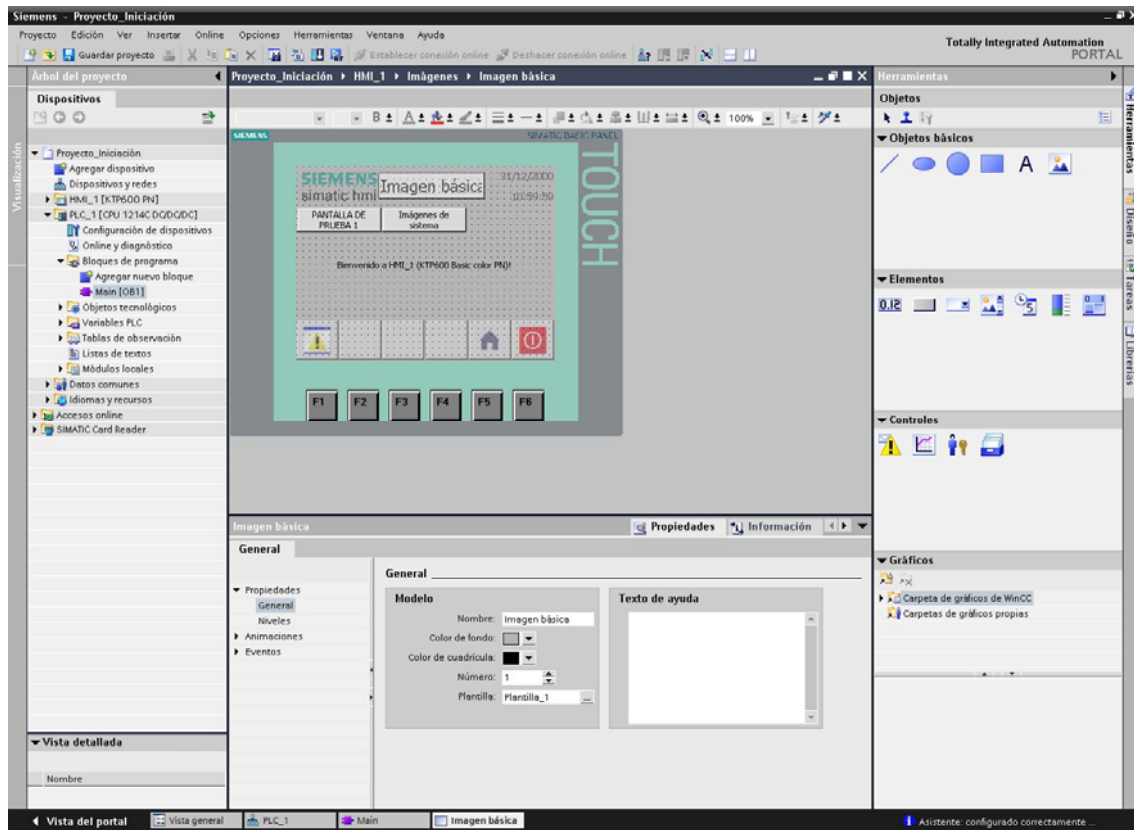 Siemens - Proyecto_Iniciación
Proyecto Edición Ver Insertar Online Opciones Herramientas Ventana Ayuda
Guardar proyecto Establecer conexión online Deshacer conexión online
Totally Integrated Automation
PORTAL
Árbol del proyecto
Dispositivos
Visualización
Proyecto_Iniciación
Agregar dispositivo
Dispositivos y redes
HMI_1 [KTP600 PN]
PLC_1 [CPU 1214C DC/DC/DC]
Configuración de dispositivos
Online y diagnóstico
Bloques de programa
Agregar nuevo bloque
Main [OB1]
Objetos tecnológicos
Variables PLC
Tablas de observación
Listas de textos
Módulos locales
Datos comunes
Idiomas y recursos
Accesos online
SIMATIC Card Reader
Vista detallada
Nombre
Proyecto_Iniciación HMI_1 Imágenes Imagen básica
100%
SIEMENS
SIMATIC BASIC PANEL
TOUCH
SIEMENS
simatic hmi
Imagen básica
31/12/2000
10:59:59
PANTALLA DE PRUEBA 1
Imágenes de sistema
Bienvenido a HMI_1 (KTP600 Basic color PN)!
F1 F2 F3 F4 F5 F6
Imagen básica
Propiedades Información
General
Propiedades
General
Niveles
Animaciones
Eventos
General
Modelo
Nombre: Imagen básica
Color de fondo:
Color de cuadrícula:
Número: 1
Plantilla: Plantilla_1
Texto de ayuda
Herramientas
Objetos
Objetos básicos
A
Elementos
Controles
Gráficos
Carpeta de gráficos de WinCC
Carpetas de gráficos propias
Herramientas
Diseño
Tareas
Librerías
Vista del portal Vista general PLC_1 Main Imagen básica
Asistente: configurado correctamente ...